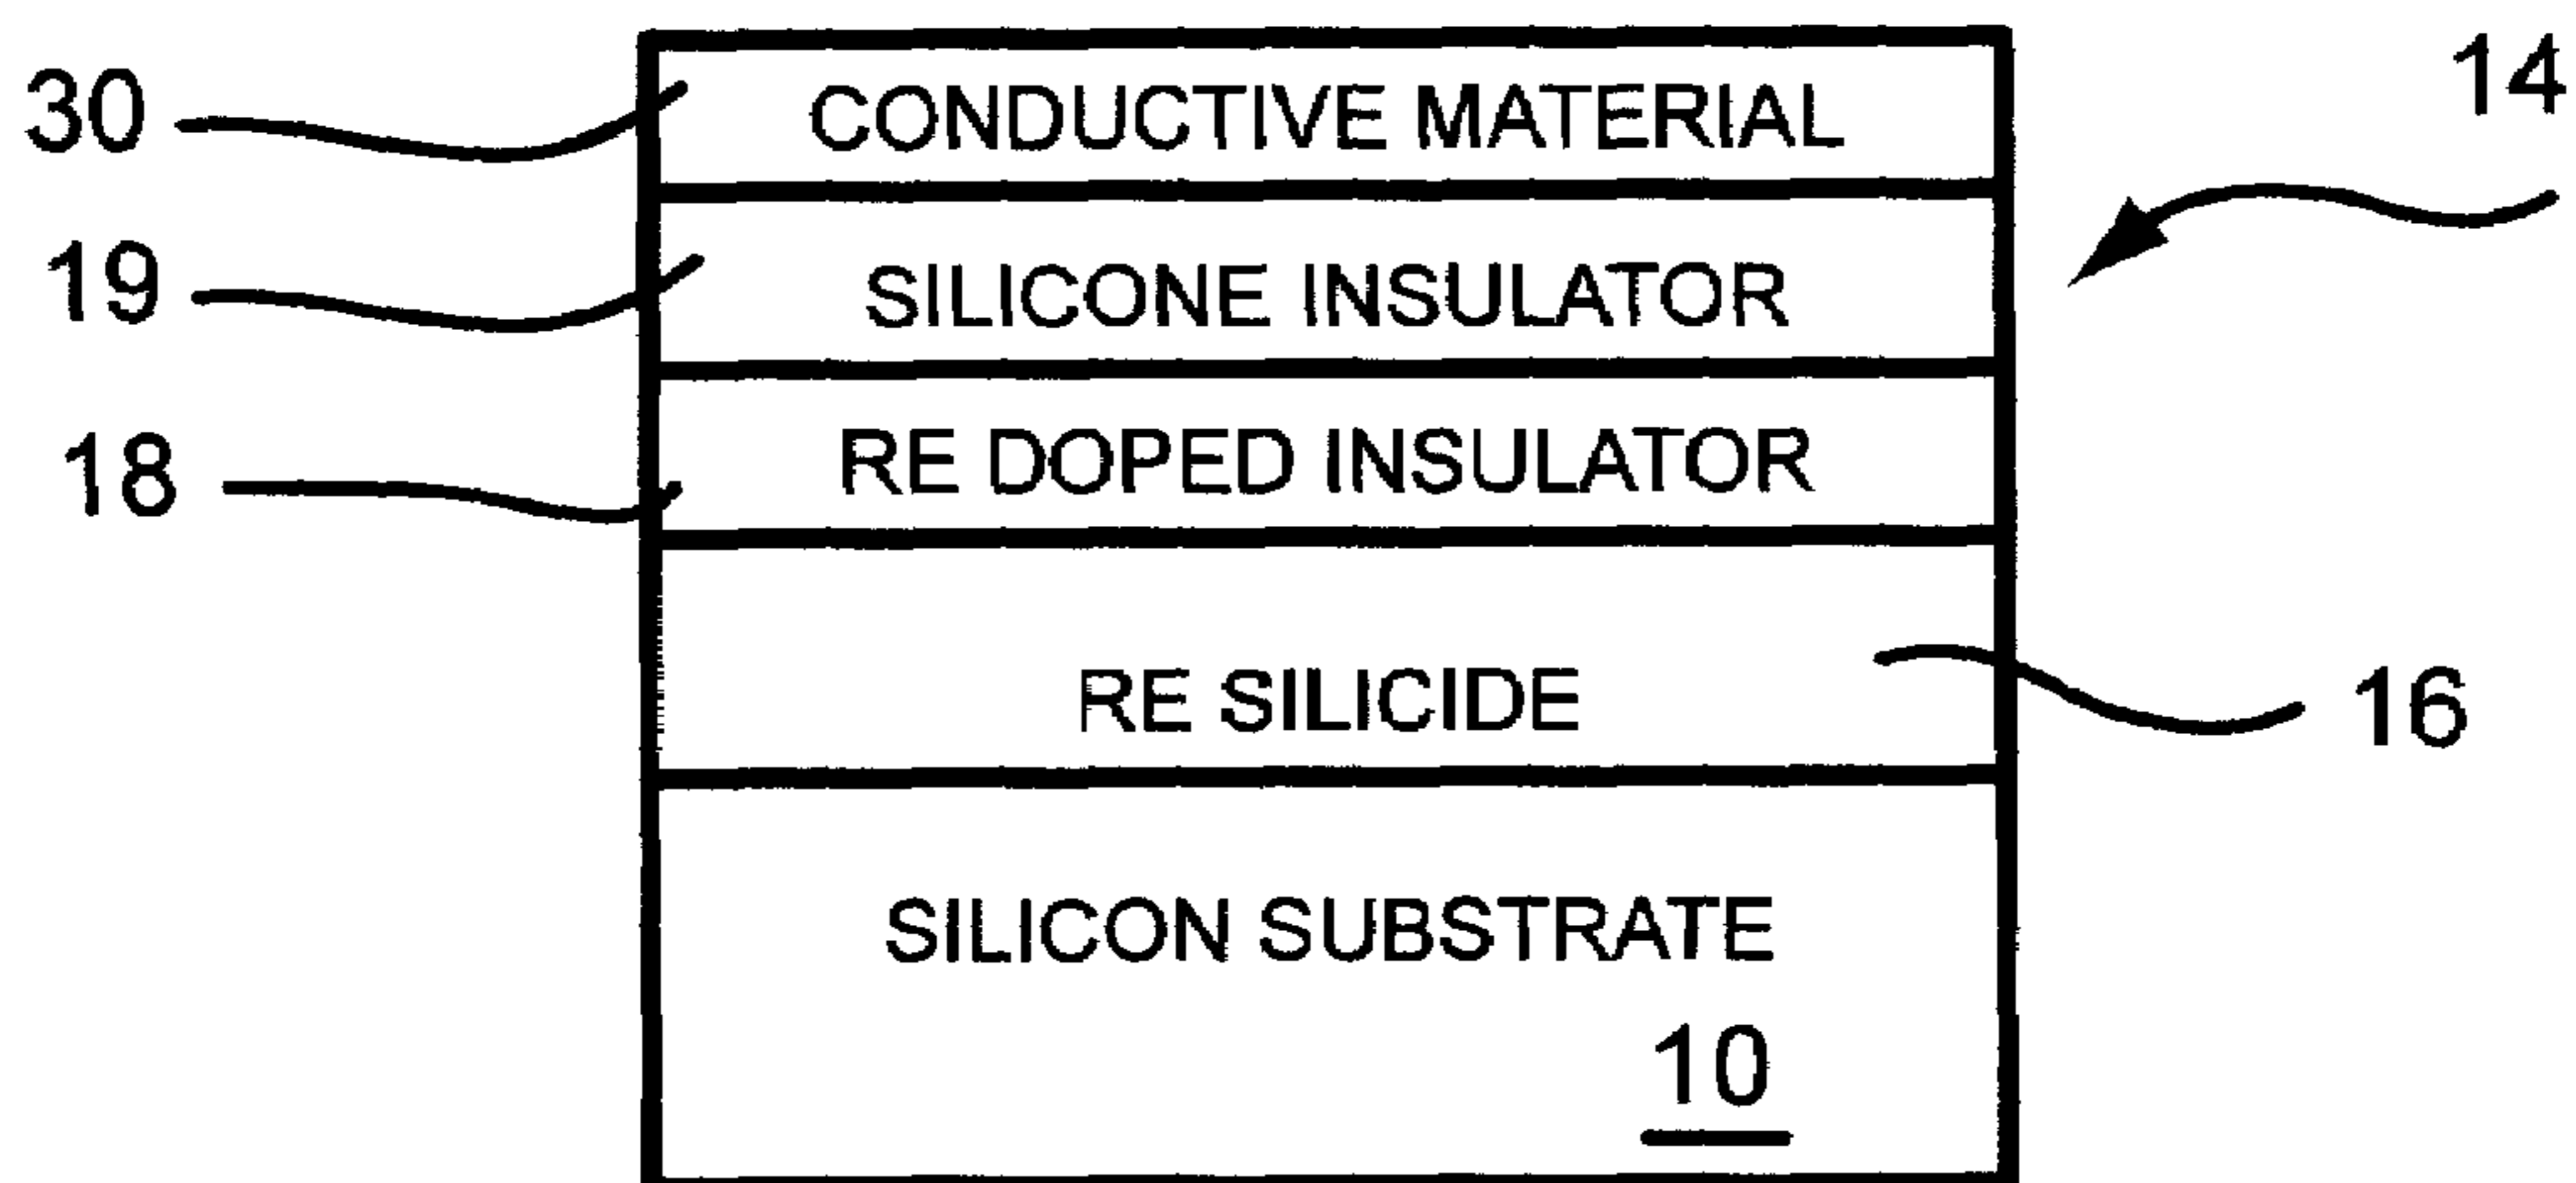 30
CONDUCTIVE MATERIAL
14
19
SILICONE INSULATOR
18
RE DOPED INSULATOR
RE SILICIDE
16
SILICON SUBSTRATE
10